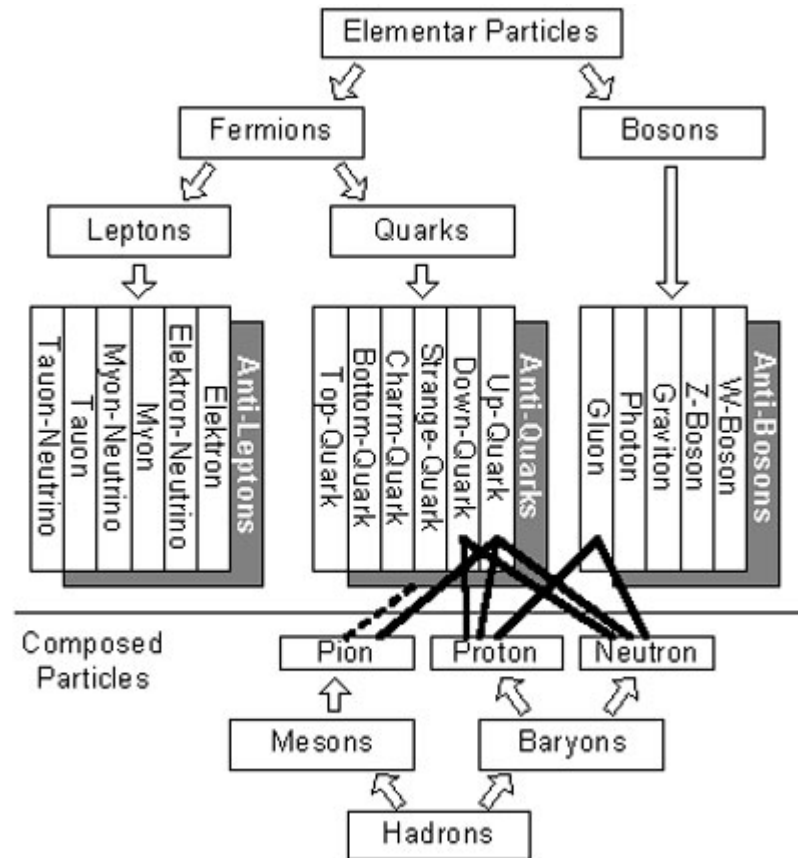 Elementar Particles
Fermions
Bosons
Leptons
Quarks
Tauon-Neutrino
Tauon
Myon-Neutrino
Myon
Elektron-Neutrino
Elektron
Anti-Leptons
Top-Quark
Bottom-Quark
Charm-Quark
Strange-Quark
Down-Quark
Up-Quark
Anti-Quarks
Gluon
Photon
Graviton
Z-Boson
W-Boson
Anti-Bosons
Composed
Particles
Pion
Proton
Neutron
Mesons
Baryons
Hadrons